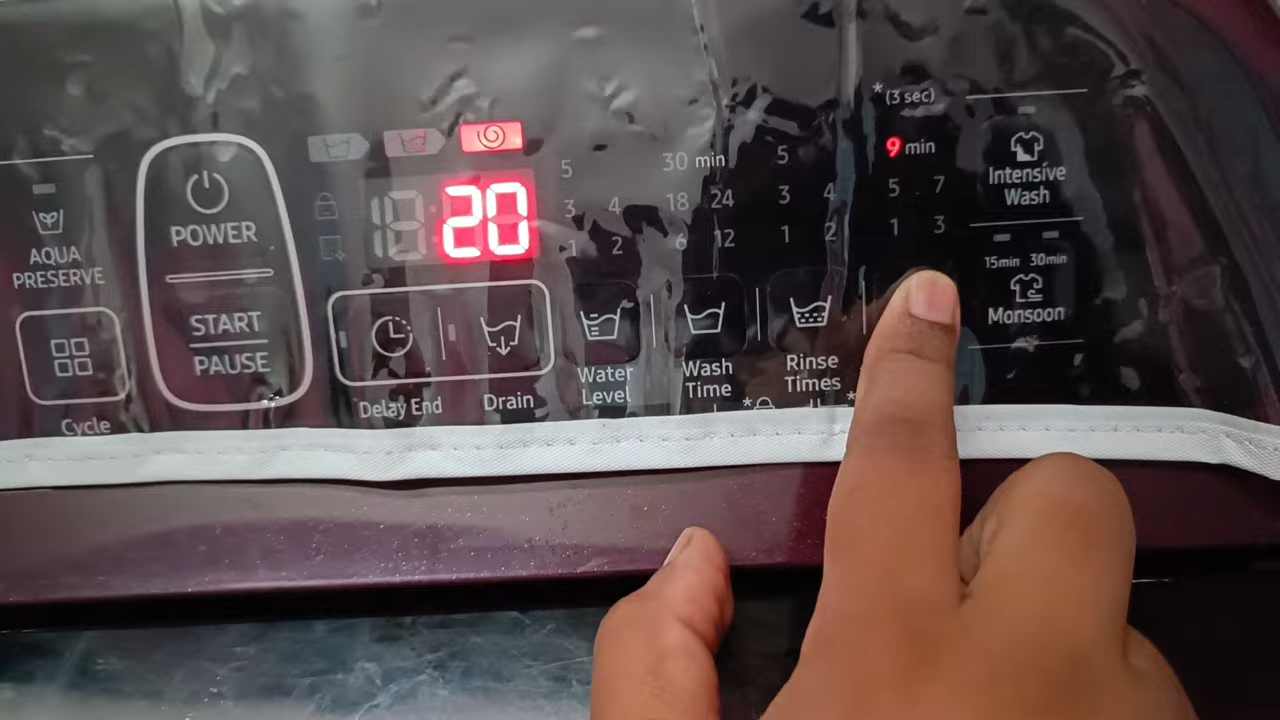 AQUA
PRESERVE
Cycle
POWER
START
PAUSE
20
Delay End
Drain
5
3 4
1 2
Water
Level
30 min
18 24
6 12
Wash
Time
5
3 4
1 2
Rinse
Times
*(3 sec)
9 min
5 7
1 3
Intensive
Wash
15min 30min
Monsoon